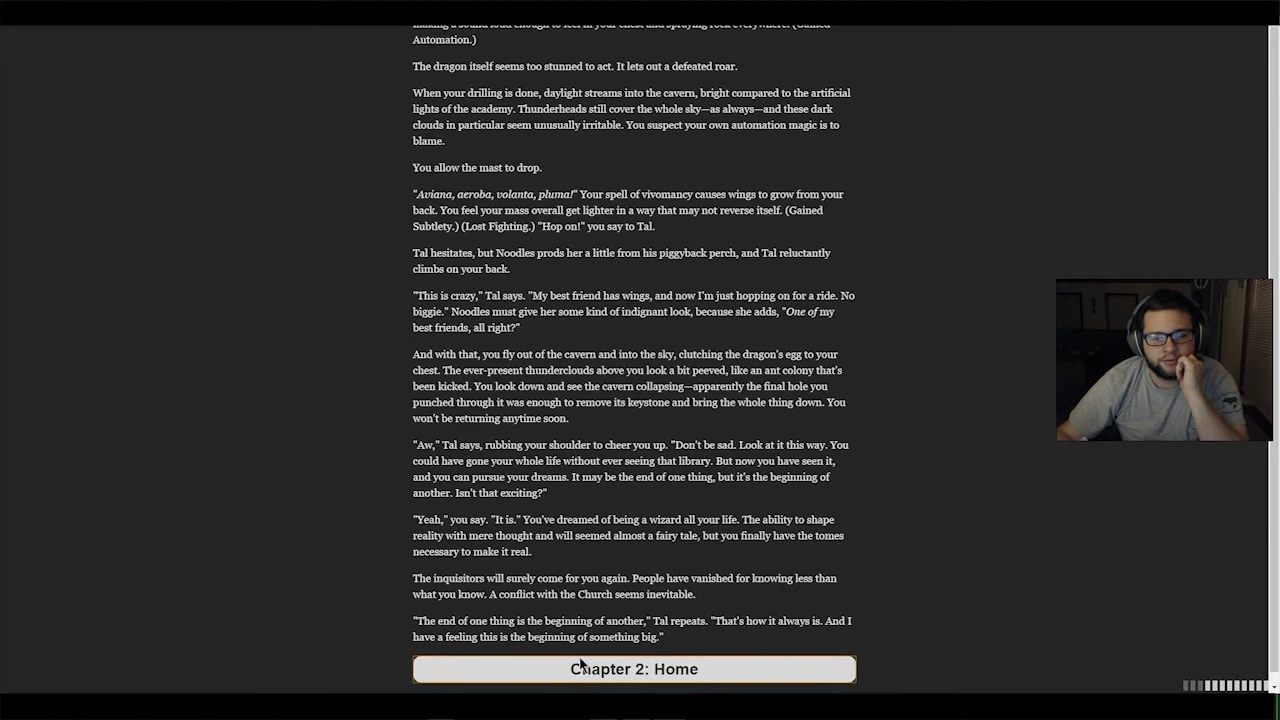 making a sound loud enough to feel in your chest and spraying rock everywhere. (Gained
Automation.)
The dragon itself seems too stunned to act. It lets out a defeated roar.
When your drilling is done, daylight streams into the cavern, bright compared to the artificial
lights of the academy. Thunderheads still cover the whole sky—as always—and these dark
clouds in particular seem unusually irritable. You suspect your own automation magic is to
blame.
You allow the mast to drop.
"Aviana, aeroba, volanta, pluma!" Your spell of vivomancy causes wings to grow from your
back. You feel your mass overall get lighter in a way that may not reverse itself. (Gained
Subtlety.) (Lost Fighting.) "Hop on!" you say to Tal.
Tal hesitates, but Noodles prods her a little from his piggyback perch, and Tal reluctantly
climbs on your back.
"This is crazy," Tal says. "My best friend has wings, and now I'm just hopping on for a ride. No
biggie." Noodles must give her some kind of indignant look, because she adds, "One of my
best friends, all right?"
And with that, you fly out of the cavern and into the sky, clutching the dragon's egg to your
chest. The ever-present thunderclouds above you look a bit peeved, like an ant colony that's
been kicked. You look down and see the cavern collapsing—apparently the final hole you
punched through it was enough to remove its keystone and bring the whole thing down. You
won't be returning anytime soon.
"Aw," Tal says, rubbing your shoulder to cheer you up. "Don't be sad. Look at it this way. You
could have gone your whole life without ever seeing that library. But now you have seen it,
and you can pursue your dreams. It may be the end of one thing, but it's the beginning of
another. Isn't that exciting?"
"Yeah," you say. "It is." You've dreamed of being a wizard all your life. The ability to shape
reality with mere thought and will seemed almost a fairy tale, but you finally have the tomes
necessary to make it real.
The inquisitors will surely come for you again. People have vanished for knowing less than
what you know. A conflict with the Church seems inevitable.
"The end of one thing is the beginning of another," Tal repeats. "That's how it always is. And I
have a feeling this is the beginning of something big."
Chapter 2: Home